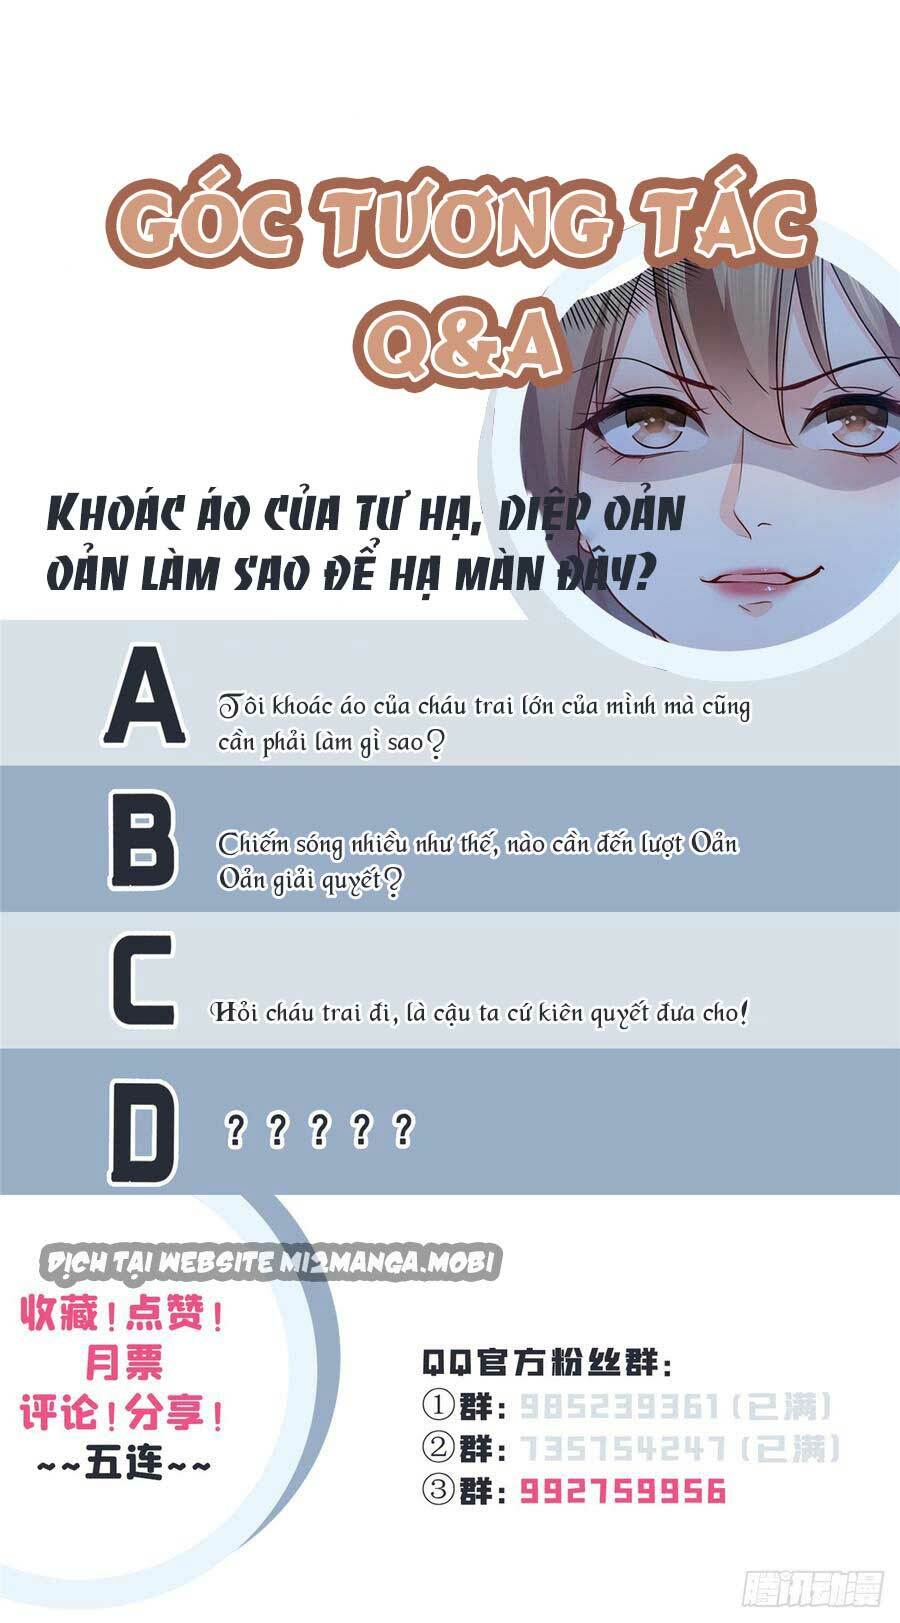 GÓC TƯƠNG TÁC
Q&A
KHOÁC ÁO CỦA TƯ HẠ, DIỆP OẢN
OẢN LÀM SAO ĐỂ HẠ MÀN ĐÂY?
A
Tôi khoác áo của cháu trai lớn của mình mà cũng
cần phải làm gì sao?
B
Chiếm sóng nhiều như thế, nào cần đến lượt Oản
Oản giải quyết?
C
Hỏi cháu trai đi, là cậu ta cứ kiên quyết đưa cho!
D
? ? ? ? ?
DỊCH TẠI WEBSITE MI2MANGA.MOBI
收藏!点赞!
月票
评论!分享!
~~五连~~
QQ官方粉丝群:
①群: 985239361(已满)
②群: 735754247(已满)
③群: 992759956
腾讯动漫